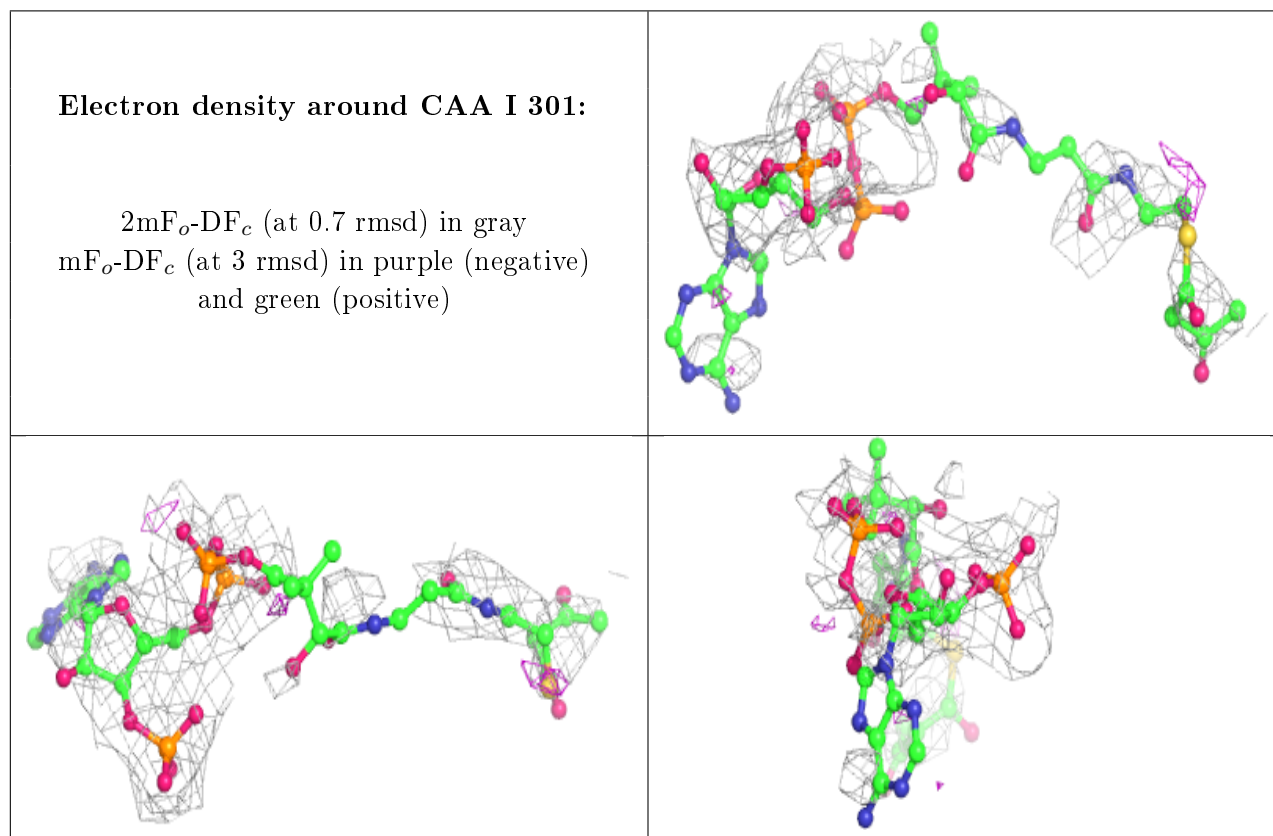 Electron density around CAA I 301:
2mFo-DFc (at 0.7 rmsd) in gray
mFo-DFc (at 3 rmsd) in purple (negative)
and green (positive)